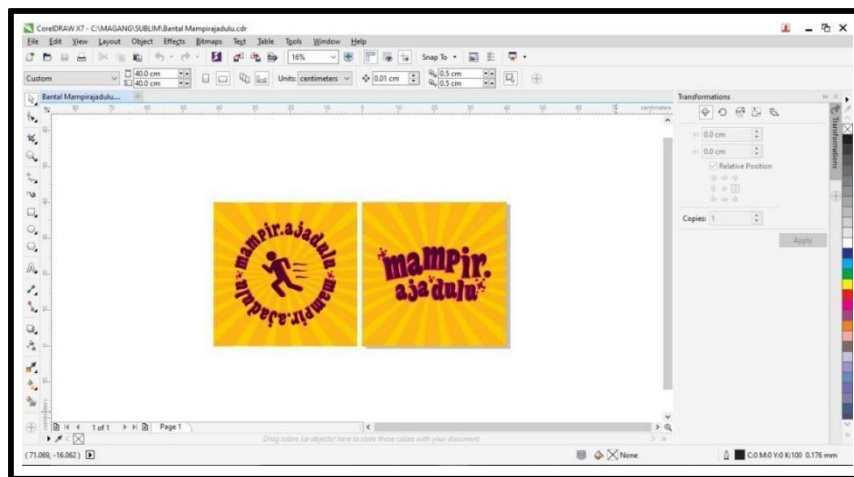 CorelDRAW X7 - C:\MAGANG\SUBLIM\Bantal Mampirajadulu.cdr
File Edit View Layout Object Effects Bitmaps Text Table Tools Window Help
16% Snap To
Custom 40.0 cm 40.0 cm Units: centimeters 0.01 cm 0.5 cm 0.5 cm
Bantal Mampirajadulu...
Transformations
centimeters
0.0 cm
0.0 cm
Relative Position
Copies: 1
Apply
Transformations
mampir.ajadulu
mampir.ajadulu
mampir.
aja dulu
1 of 1 Page 1
Drag colors (or objects) here to store these colors with your document
(71.069, -16.062) None C:0 M:0 Y:0 K:100 0.176 mm